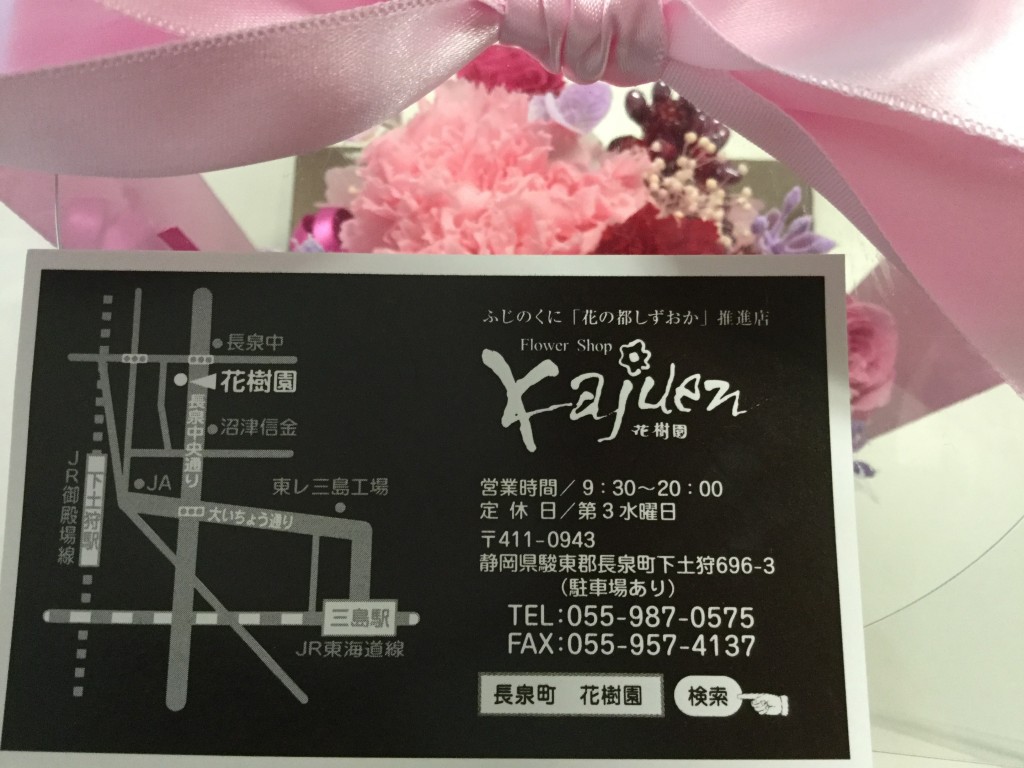 長泉中
花樹園
長泉中央通り
沼津信金
JA
東レ三島工場
JR御殿場線
下土狩駅
大いちょう通り
三島駅
JR東海道線
ふじのくに「花の都しずおか」推進店
Flower Shop
Kajuen
花樹園
営業時間／9：30～20：00
定 休 日／第3水曜日
〒411-0943
静岡県駿東郡長泉町下土狩696-3
（駐車場あり）
TEL：055-987-0575
FAX：055-957-4137
長泉町　花樹園 検索